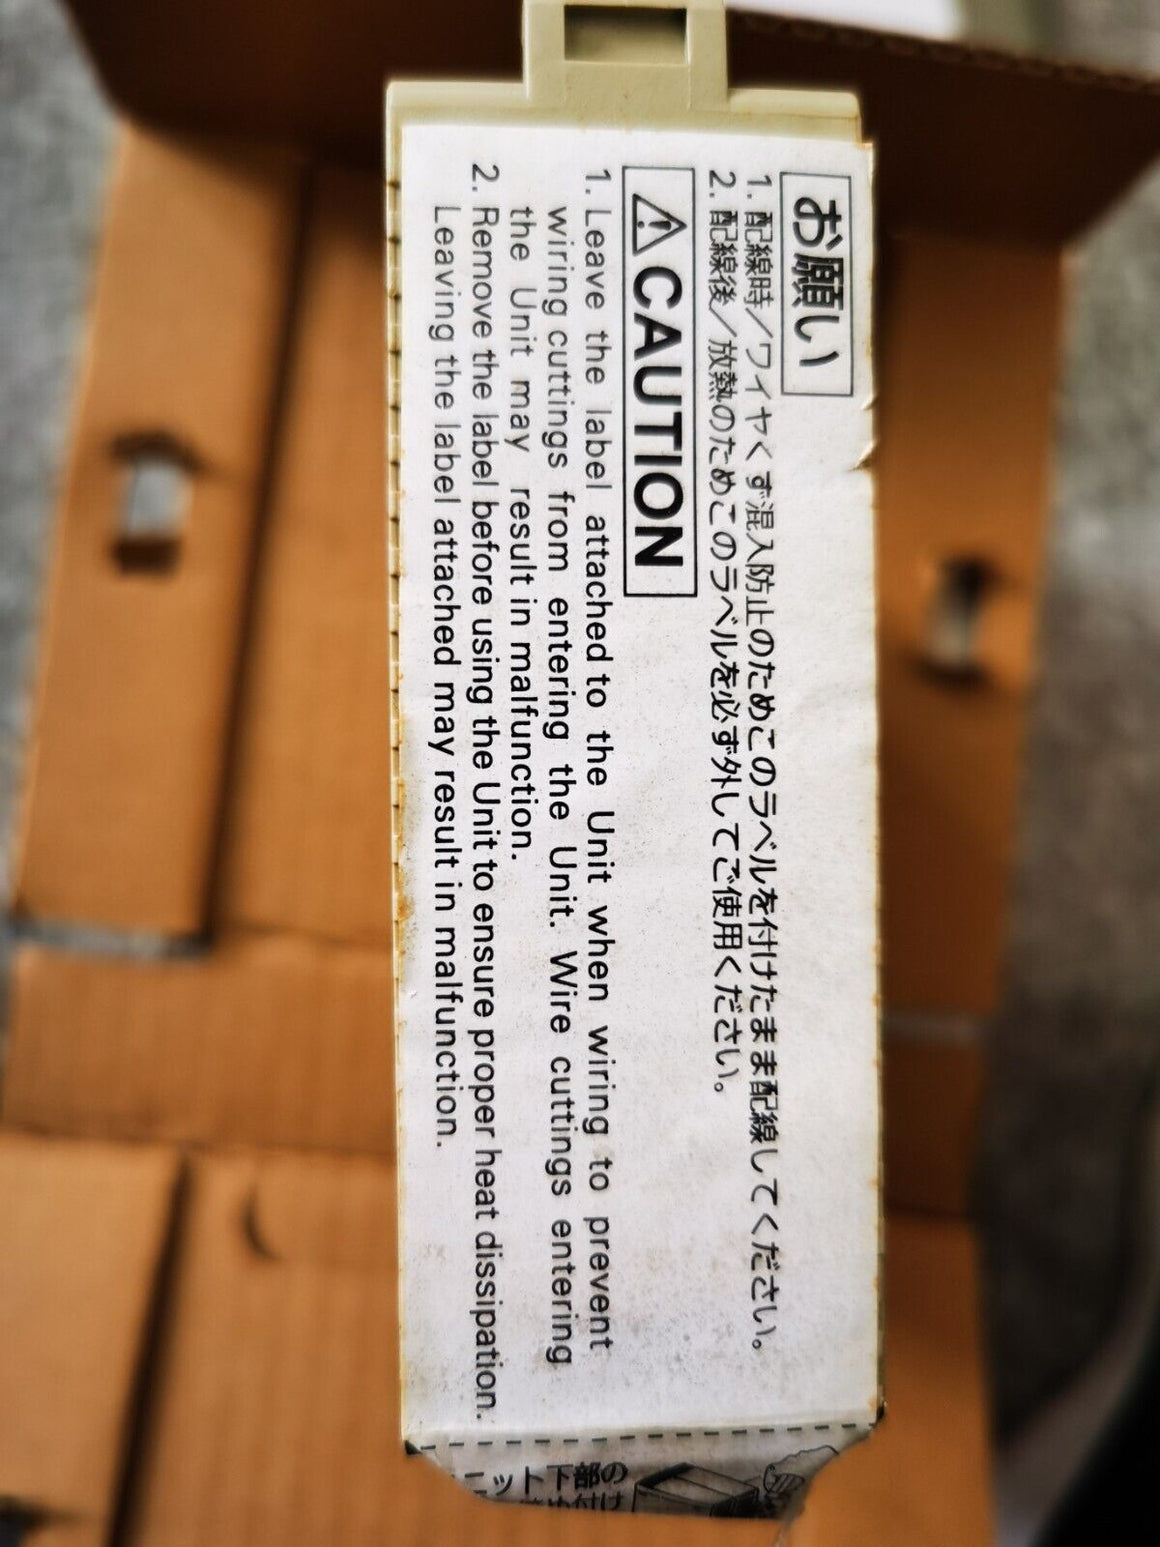 お願い
1. 配線時／ワイヤくず混入防止のためこのラベルを付けたまま配線してください。
2. 配線後／放熱のためこのラベルを必ず外してご使用ください。
⚠CAUTION
1. Leave the label attached to the Unit when wiring to prevent
wiring cuttings from entering the Unit. Wire cuttings entering
the Unit may result in malfunction.
2. Remove the label before using the Unit to ensure proper heat dissipation.
Leaving the label attached may result in malfunction.
下部の